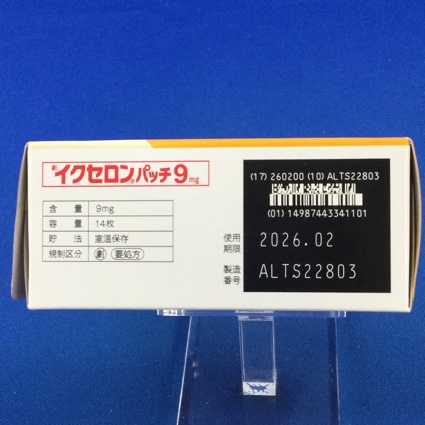 劇 イクセロン®パッチ9mg
含量 9mg
容量 14枚
貯法 室温保存
規制区分 劇 要処方
(17) 260200 (10) ALTS22803
(01) 14987443341101
使用期限 2026.02
製造番号 ALTS22803